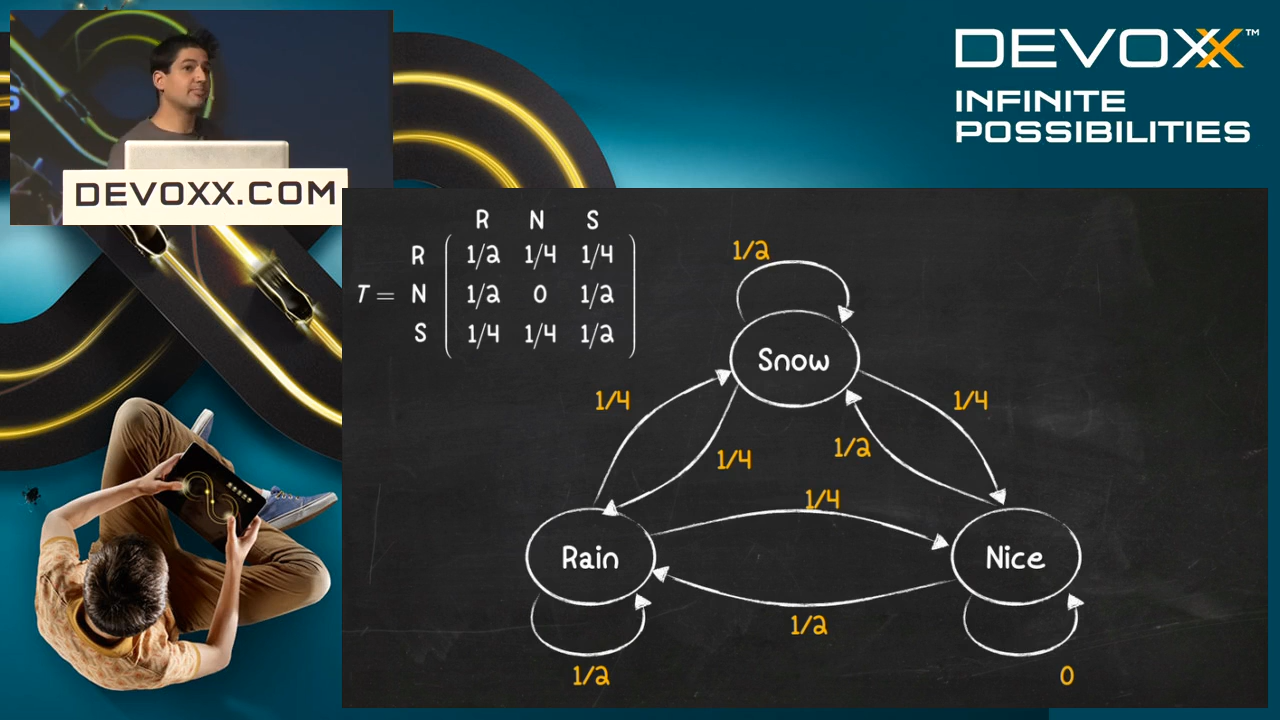 DEVOXX™
INFINITE
POSSIBILITIES
DEVOXX.COM
R N S
R 1/2 1/4 1/4
T = N 1/2 0 1/2
S 1/4 1/4 1/2
1/2
Snow
1/4
1/4
1/4
1/2
1/4
Rain
Nice
1/2
1/2
0